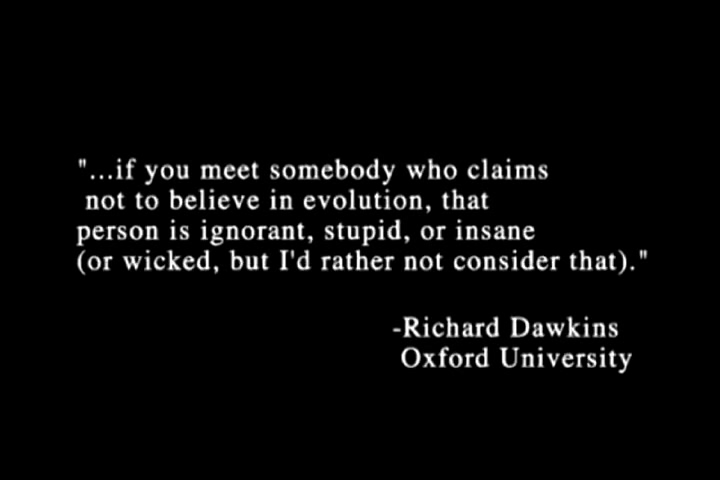 "...if you meet somebody who claims
not to believe in evolution, that
person is ignorant, stupid, or insane
(or wicked, but I'd rather not consider that)."
-Richard Dawkins
Oxford University